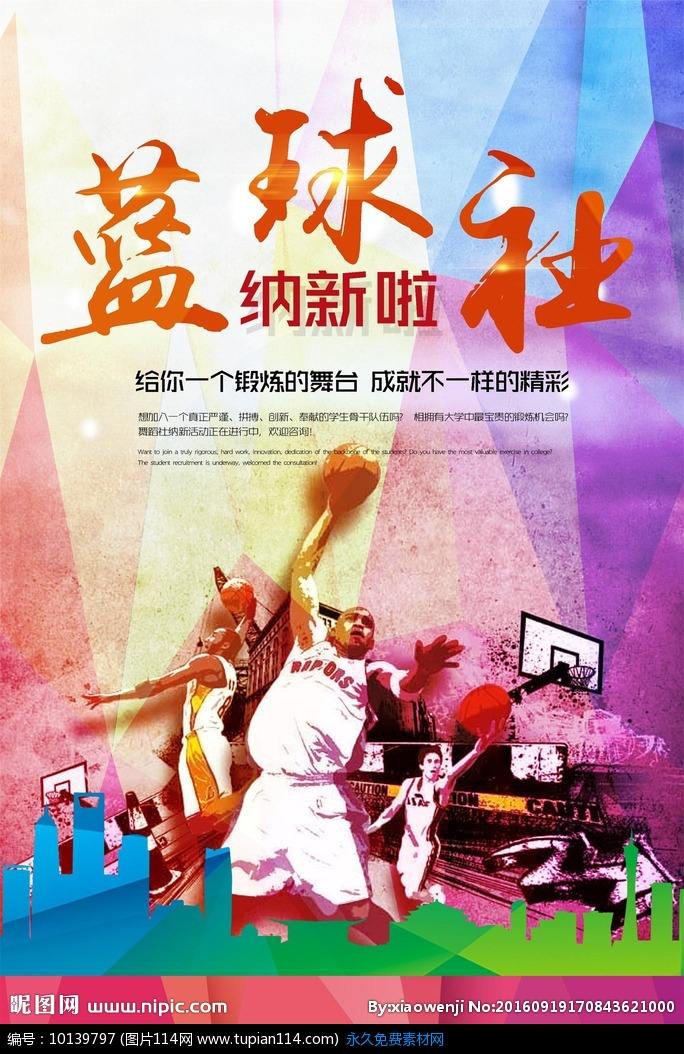 蓝球社
纳新啦
给你一个锻炼的舞台 成就不一样的精彩
想加入一个真正严谨、拼搏、创新、奉献的学生骨干队伍吗? 相拥有大学中最宝贵的锻炼机会吗?
舞蹈社纳新活动正在进行中，欢迎咨询!
Want to join a truly rigorous, hard work, innovation, dedication of the backbone of the students? Do you have the most valuable exercise in college?
The student recruitment is underway, welcomed the consultation!
RAPTORS
CAUTION
昵图网 www.nipic.com
By:xiaowenji No:20160919170843621000
编号：10139797 (图片114网 www.tupian114.com) 永久免费素材网